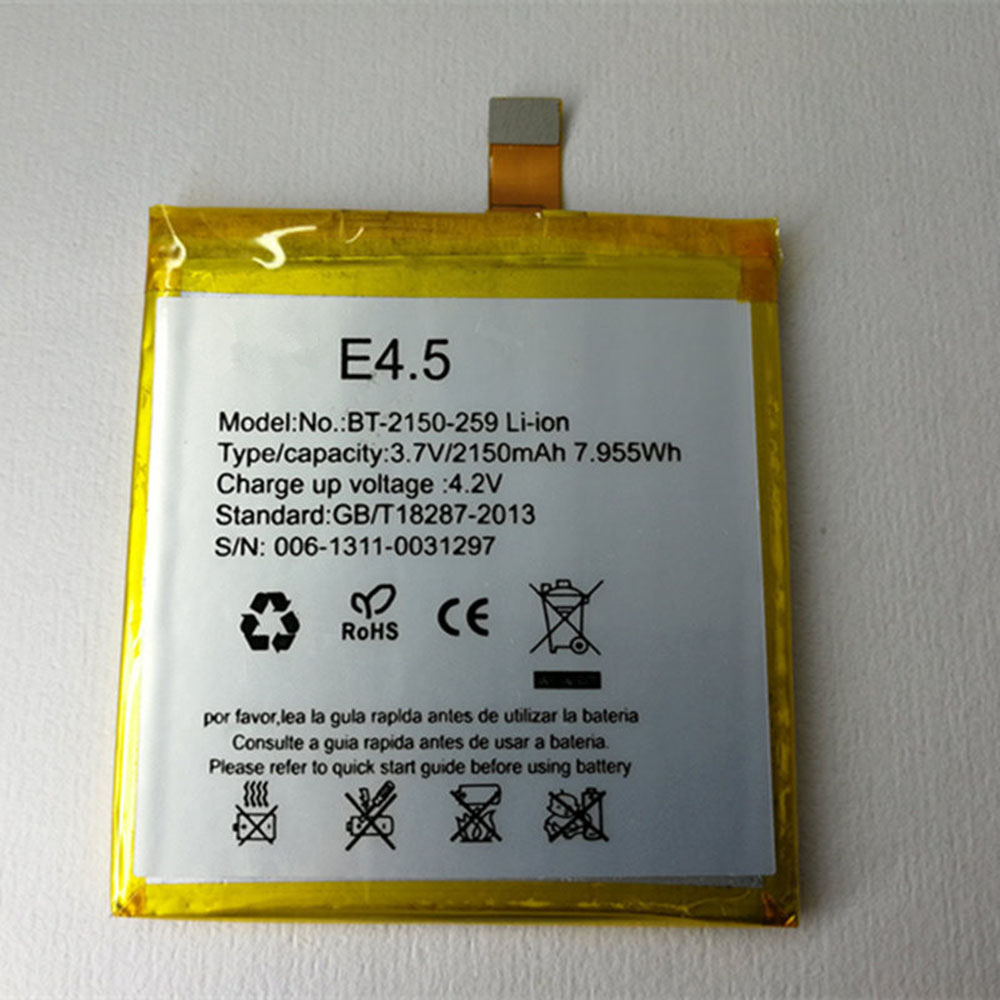 E4.5
Model:No.:BT-2150-259 Li-ion
Type/capacity:3.7V/2150mAh 7.955Wh
Charge up voltage :4.2V
Standard:GB/T18287-2013
S/N: 006-1311-0031297
RoHS
CE
por favor,lea la gula rapida antes de utilizar la bateria
Consulte a guia rapida antes de usar a bateria.
Please refer to quick start guide before using battery